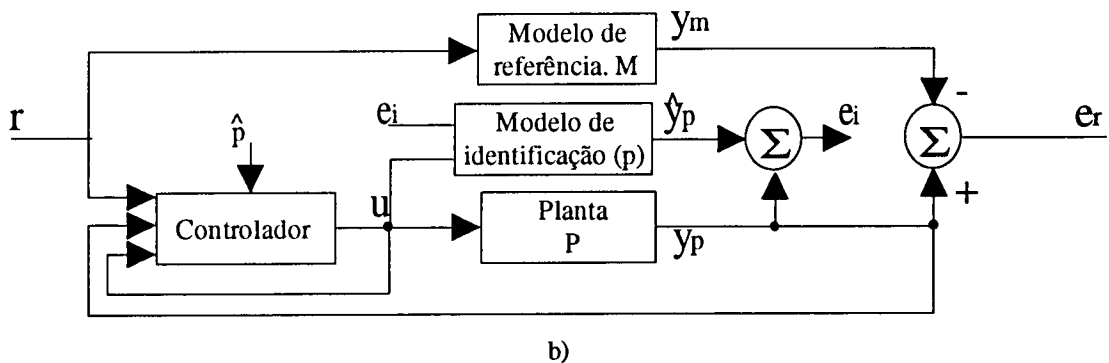 Modelo de
referência. M
ym
r
ei
p̂
Modelo de
identificação (p)
ŷp
Σ
ei
-
Σ
er
+
Controlador
u
Planta
P
yp
b)